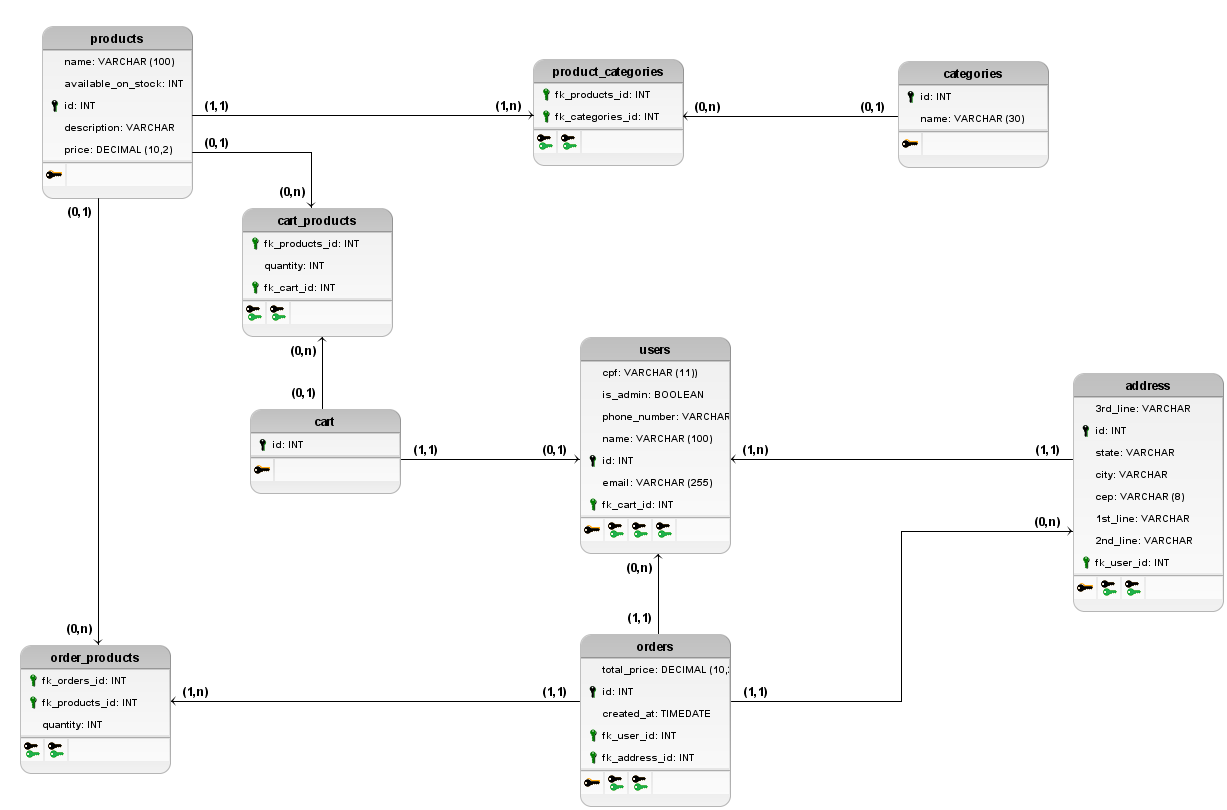 products
name: VARCHAR (100)
available_on_stock: INT
id: INT
description: VARCHAR
price: DECIMAL (10,2)
(1,1)
(1,n)
(0,1)
(0,n)
(0,1)
(0,n)
product_categories
fk_products_id: INT
fk_categories_id: INT
(0,n)
(0,1)
categories
id: INT
name: VARCHAR (30)
cart_products
fk_products_id: INT
quantity: INT
fk_cart_id: INT
(0,n)
(0,1)
cart
id: INT
(1,1)
(0,1)
users
cpf: VARCHAR (11))
is_admin: BOOLEAN
phone_number: VARCHAR
name: VARCHAR (100)
id: INT
email: VARCHAR (255)
fk_cart_id: INT
(1,n)
(1,1)
(0,n)
(1,1)
address
3rd_line: VARCHAR
id: INT
state: VARCHAR
city: VARCHAR
cep: VARCHAR (8)
1st_line: VARCHAR
2nd_line: VARCHAR
fk_user_id: INT
(0,n)
order_products
fk_orders_id: INT
fk_products_id: INT
quantity: INT
(1,n)
(1,1)
orders
total_price: DECIMAL (10,
id: INT
created_at: TIMEDATE
fk_user_id: INT
fk_address_id: INT
(1,1)